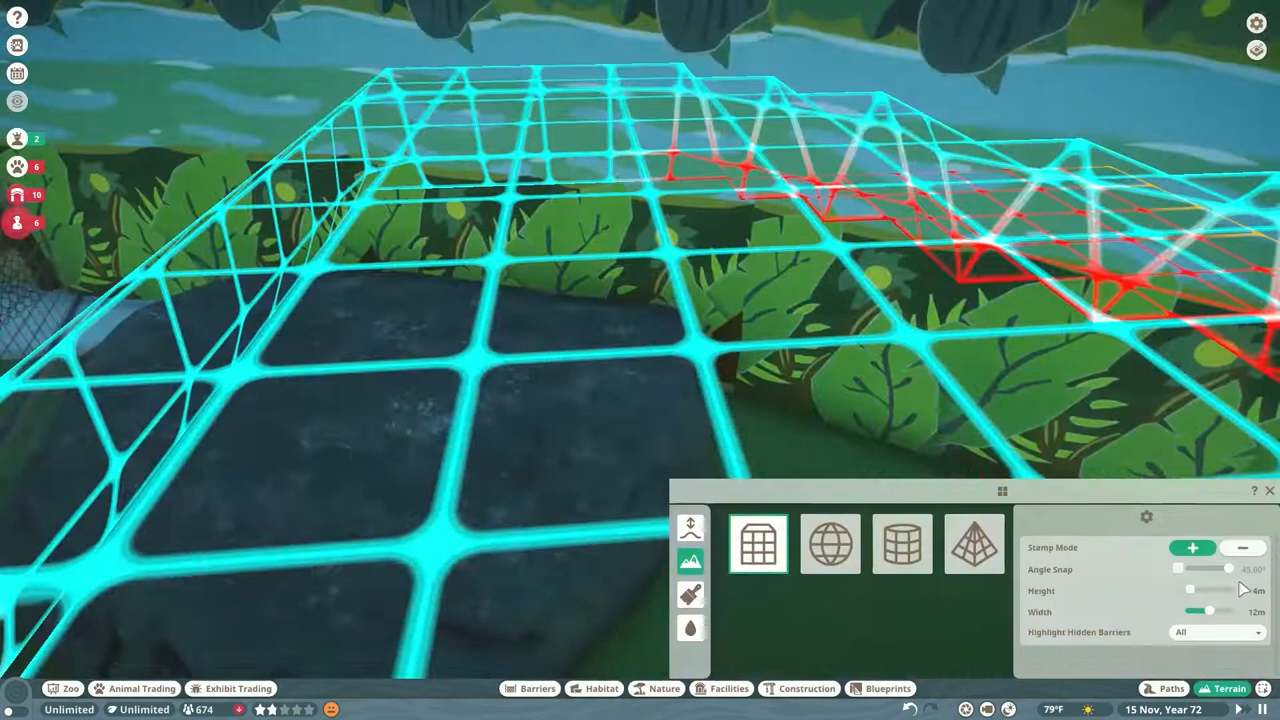 ?
2
6
10
6
? ×
Stamp Mode + −
Angle Snap 45.00°
Height 4m
Width 12m
Highlight Hidden Barriers All
Zoo Animal Trading Exhibit Trading Barriers Habitat Nature Facilities Construction Blueprints Paths Terrain
Unlimited Unlimited 674 79°F 15 Nov, Year 72